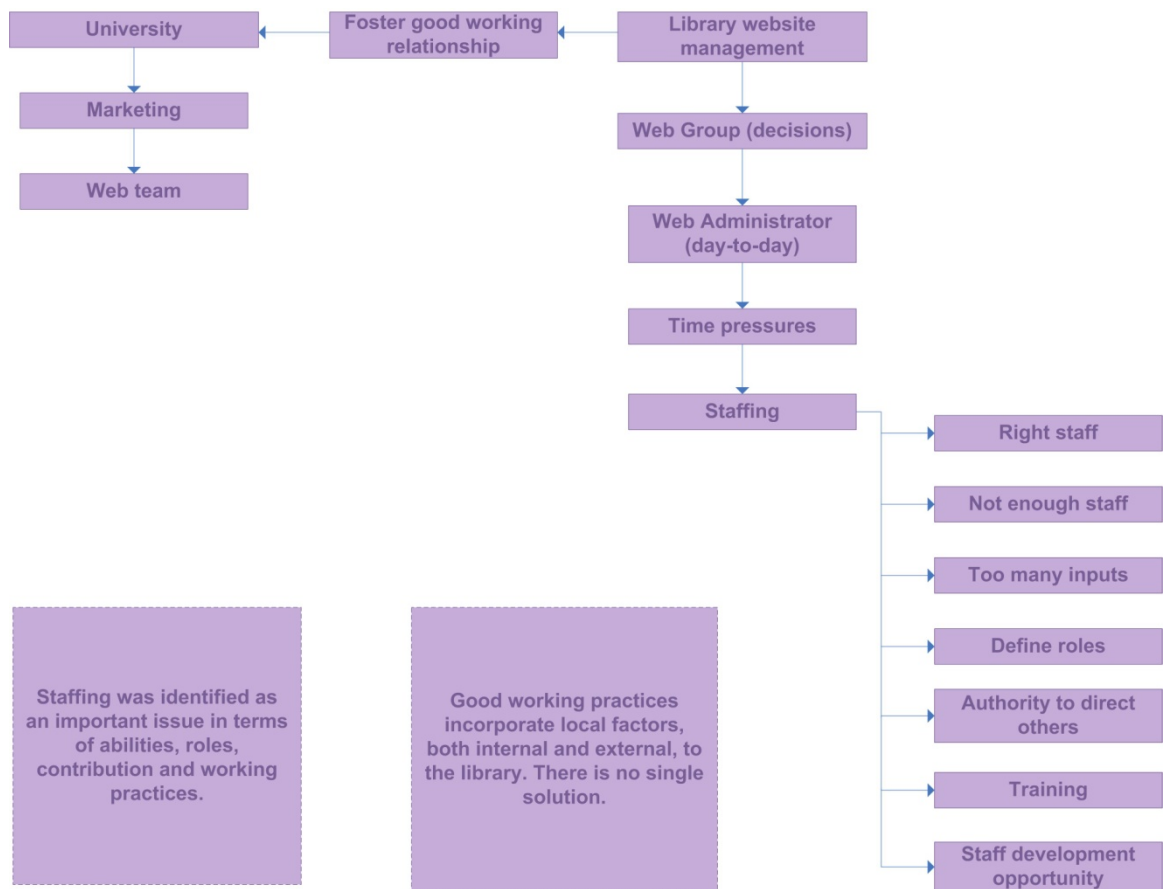 University
Foster good working
relationship
Library website
management
Marketing
Web Group (decisions)
Web team
Web Administrator
(day-to-day)
Time pressures
Staffing
Right staff
Not enough staff
Too many inputs
Define roles
Authority to direct
others
Training
Staff development
opportunity
Staffing was identified as
an important issue in terms
of abilities, roles,
contribution and working
practices.
Good working practices
incorporate local factors,
both internal and external, to
the library. There is no single
solution.